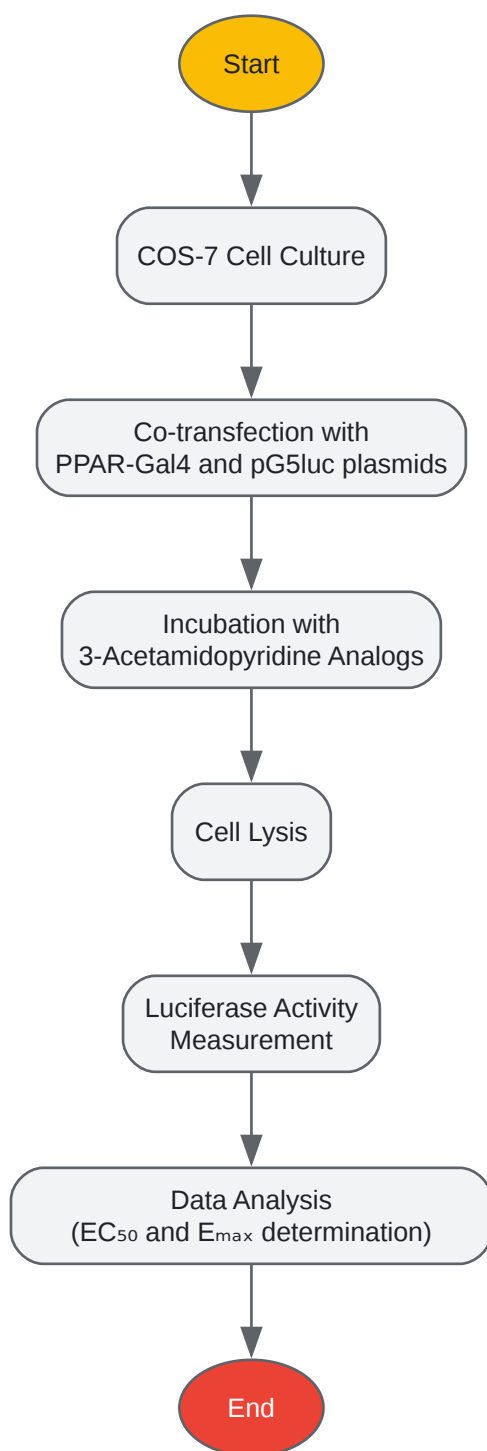 Start
COS-7 Cell Culture
Co-transfection with
PPAR-Gal4 and pG5luc plasmids
Incubation with
3-Acetamidopyridine Analogs
Cell Lysis
Luciferase Activity
Measurement
Data Analysis
(EC₅₀ and Eₘₐₓ determination)
End